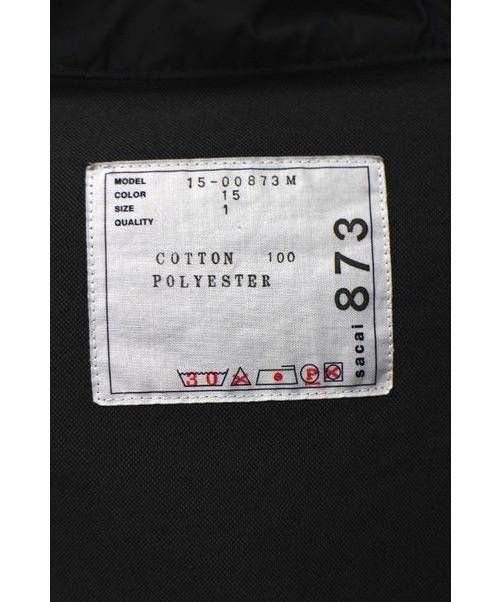 MODEL 15-00873M
COLOR 15
SIZE 1
QUALITY
COTTON 100
POLYESTER
30 P
sacai 873